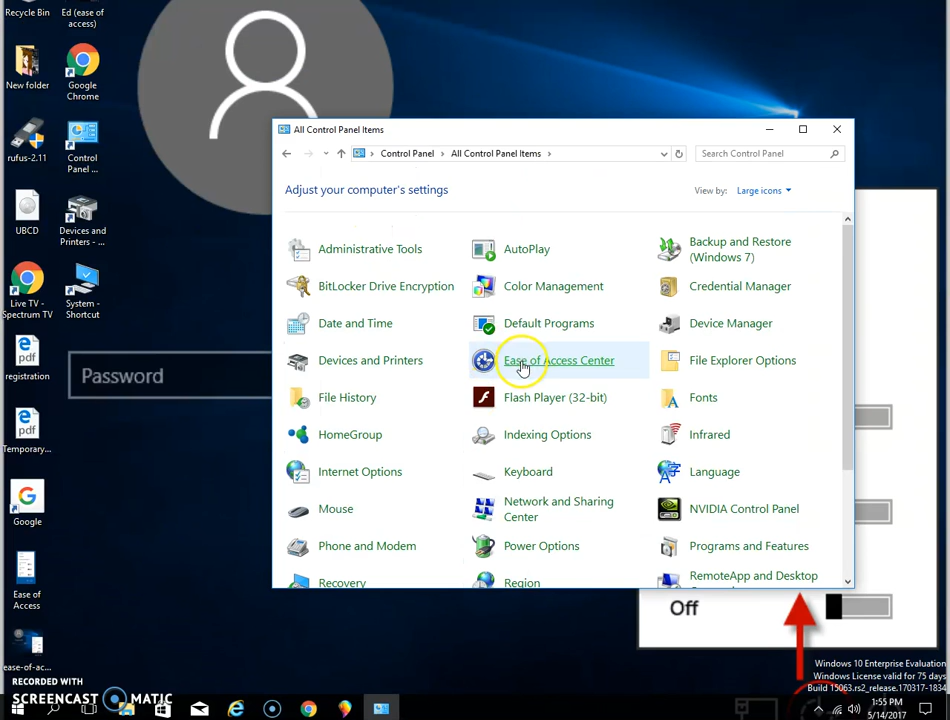 Recycle Bin
Ed (ease of
access)
New folder
Google
Chrome
rufus-2.11
Control
Panel ...
UBCD
Devices and
Printers - ...
Live TV -
Spectrum TV
System -
Shortcut
registration
Temporary...
Google
Ease of
Access
ease-of-ac...
Password
All Control Panel Items
Control Panel
All Control Panel Items
Search Control Panel
Adjust your computer's settings
View by:
Large icons
Administrative Tools
AutoPlay
Backup and Restore
(Windows 7)
BitLocker Drive Encryption
Color Management
Credential Manager
Date and Time
Default Programs
Device Manager
Devices and Printers
Ease of Access Center
File Explorer Options
File History
Flash Player (32-bit)
Fonts
HomeGroup
Indexing Options
Infrared
Internet Options
Keyboard
Language
Mouse
Network and Sharing
Center
NVIDIA Control Panel
Phone and Modem
Power Options
Programs and Features
Recovery
Region
RemoteApp and Desktop
Off
Windows 10 Enterprise Evaluation
Windows License valid for 75 days
Build 15063.rs2_release.170317-1834
RECORDED WITH
SCREENCAST MATIC
1:55 PM
5/14/2017